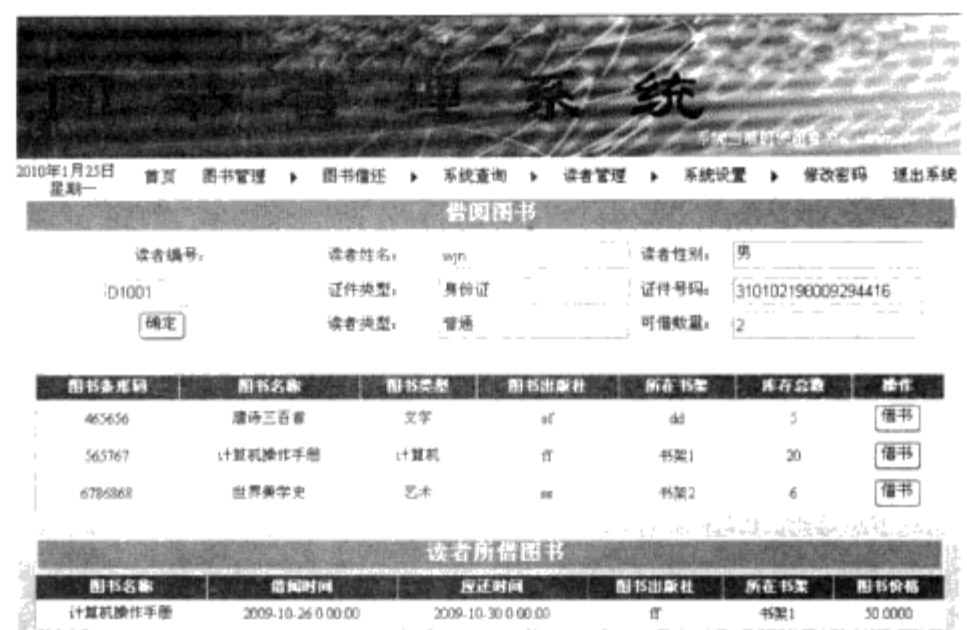 管理系统
2010年1月25日 星期一 首页 图书管理 图书借还 系统查询 读者管理 系统设置 修改密码 退出系统
借阅图书
读者编号: 读者姓名: wjn 读者性别: 男
D1001 证件类型: 身份证 证件号码: 310102198009294416
确定 读者类型: 普通 可借数量: 2
图书条形码 图书名称 图书类型 图书出版社 所在书架 库存总数 操作
465656 唐诗三百首 文学 sf dd 5 借书
565767 计算机操作手册 计算机 ff 书架1 20 借书
6786868 世界美学史 艺术 ss 书架2 6 借书
读者所借图书
图书名称 借阅时间 应还时间 图书出版社 所在书架 图书价格
计算机操作手册 2009-10-26 0:00:00 2009-10-30 0:00:00 ff 书架1 50.0000